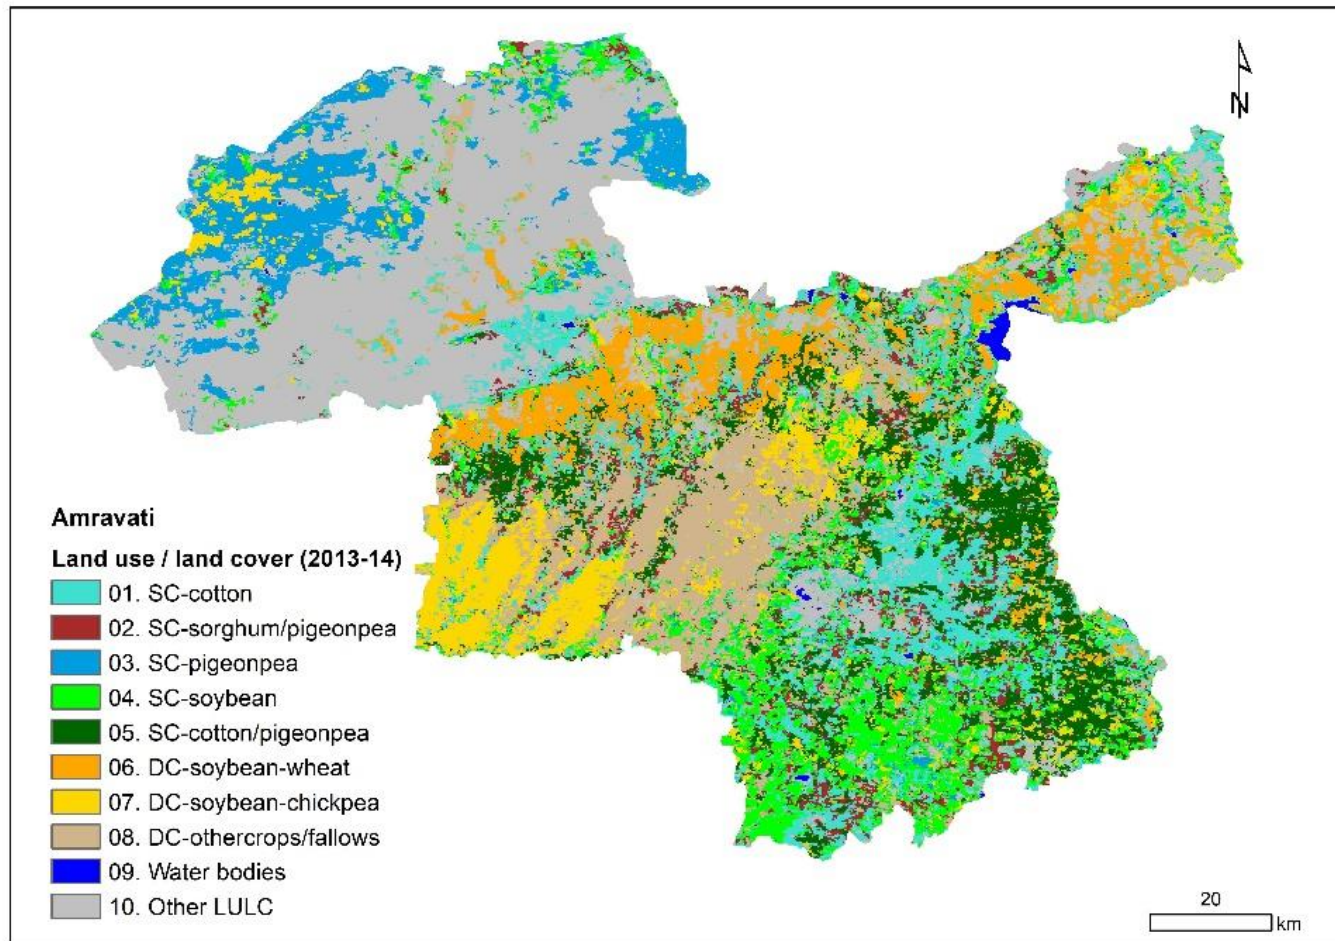 N
Amravati
Land use / land cover (2013-14)
01. SC-cotton
02. SC-sorghum/pigeonpea
03. SC-pigeonpea
04. SC-soybean
05. SC-cotton/pigeonpea
06. DC-soybean-wheat
07. DC-soybean-chickpea
08. DC-othercrops/fallows
09. Water bodies
10. Other LULC
20
km